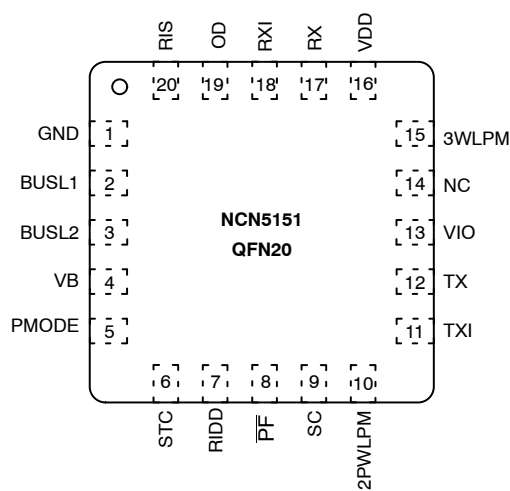 RIS OD RXI RX VDD
20 19 18 17 16
GND 1 15 3WLPM
BUSL1 2 14 NC
BUSL2 3 13 VIO
NCN5151
QFN20
VB 4 12 TX
PMODE 5 11 TXI
6 7 8 9 10
STC RIDD P̅F̅ SC 2PWLPM